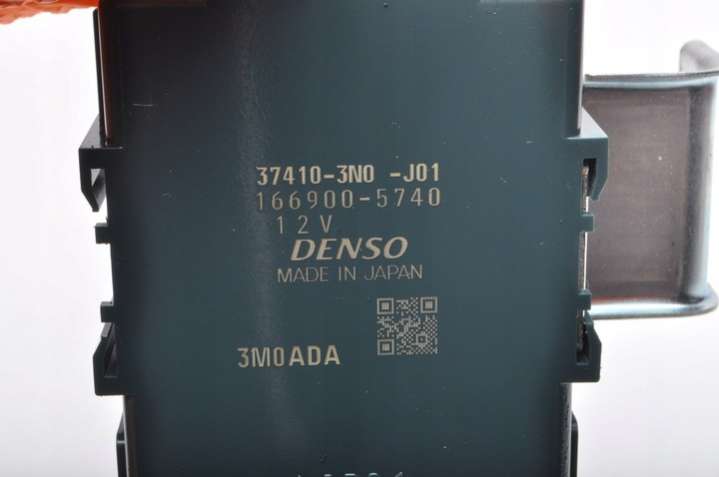 37410-3N0 -J01
166900-5740
12V
DENSO
MADE IN JAPAN
3M0ADA